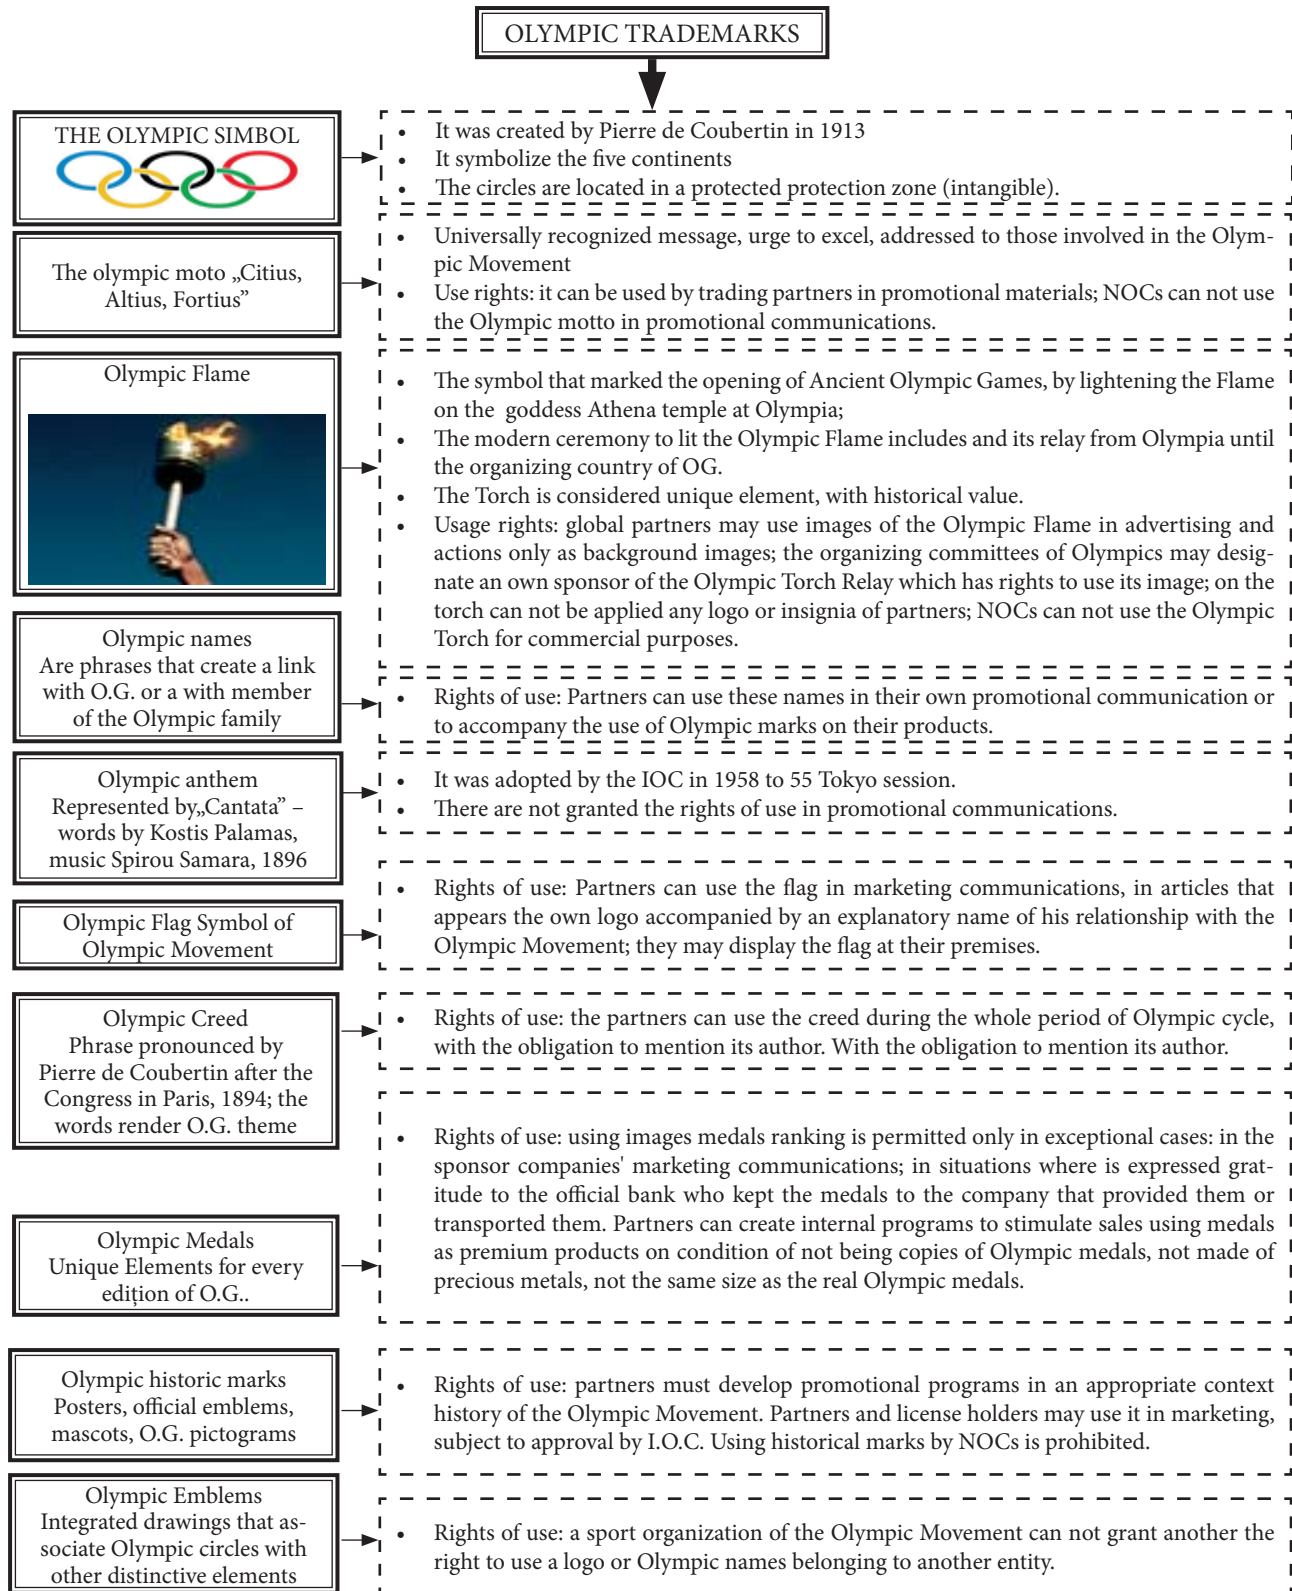 OLYMPIC TRADEMARKS
THE OLYMPIC SIMBOL
• It was created by Pierre de Coubertin in 1913
• It symbolize the five continents
• The circles are located in a protected protection zone (intangible).
The olympic moto „Citius,
Altius, Fortius”
• Universally recognized message, urge to excel, addressed to those involved in the Olym-
pic Movement
• Use rights: it can be used by trading partners in promotional materials; NOCs can not use
the Olympic motto in promotional communications.
Olympic Flame
• The symbol that marked the opening of Ancient Olympic Games, by lightening the Flame
on the goddess Athena temple at Olympia;
• The modern ceremony to lit the Olympic Flame includes and its relay from Olympia until
the organizing country of OG.
• The Torch is considered unique element, with historical value.
• Usage rights: global partners may use images of the Olympic Flame in advertising and
actions only as background images; the organizing committees of Olympics may desig-
nate an own sponsor of the Olympic Torch Relay which has rights to use its image; on the
torch can not be applied any logo or insignia of partners; NOCs can not use the Olympic
Torch for commercial purposes.
Olympic names
Are phrases that create a link
with O.G. or a with member
of the Olympic family
• Rights of use: Partners can use these names in their own promotional communication or
to accompany the use of Olympic marks on their products.
Olympic anthem
Represented by„Cantata” –
words by Kostis Palamas,
music Spirou Samara, 1896
• It was adopted by the IOC in 1958 to 55 Tokyo session.
• There are not granted the rights of use in promotional communications.
Olympic Flag Symbol of
Olympic Movement
• Rights of use: Partners can use the flag in marketing communications, in articles that
appears the own logo accompanied by an explanatory name of his relationship with the
Olympic Movement; they may display the flag at their premises.
Olympic Creed
Phrase pronounced by
Pierre de Coubertin after the
Congress in Paris, 1894; the
words render O.G. theme
• Rights of use: the partners can use the creed during the whole period of Olympic cycle,
with the obligation to mention its author. With the obligation to mention its author.
Olympic Medals
Unique Elements for every
ediţion of O.G..
• Rights of use: using images medals ranking is permitted only in exceptional cases: in the
sponsor companies' marketing communications; in situations where is expressed grat-
itude to the official bank who kept the medals to the company that provided them or
transported them. Partners can create internal programs to stimulate sales using medals
as premium products on condition of not being copies of Olympic medals, not made of
precious metals, not the same size as the real Olympic medals.
Olympic historic marks
Posters, official emblems,
mascots, O.G. pictograms
• Rights of use: partners must develop promotional programs in an appropriate context
history of the Olympic Movement. Partners and license holders may use it in marketing,
subject to approval by I.O.C. Using historical marks by NOCs is prohibited.
Olympic Emblems
Integrated drawings that as-
sociate Olympic circles with
other distinctive elements
• Rights of use: a sport organization of the Olympic Movement can not grant another the
right to use a logo or Olympic names belonging to another entity.